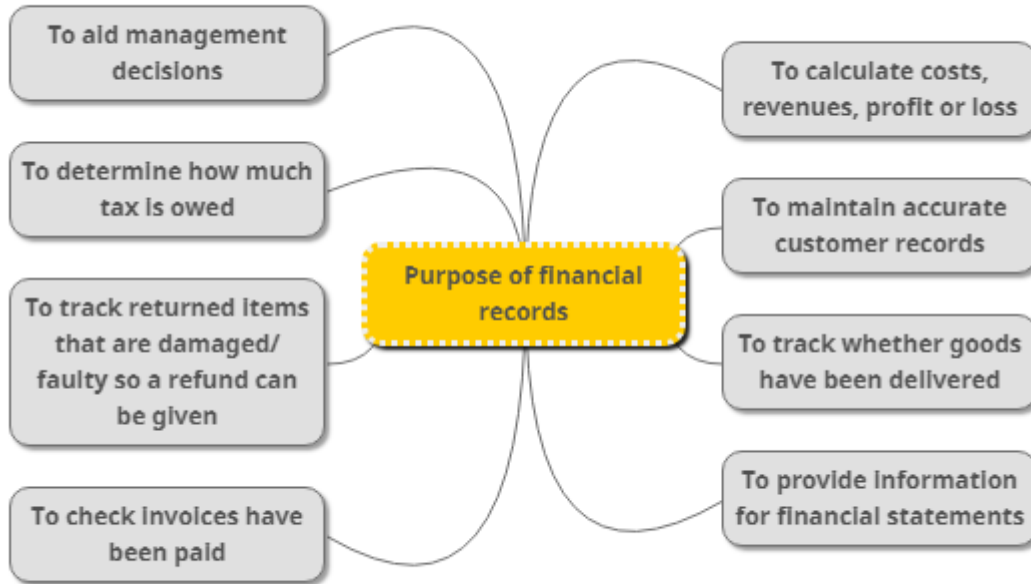 To aid management
decisions
To determine how much
tax is owed
To track returned items
that are damaged/
faulty so a refund can
be given
To check invoices have
been paid
Purpose of financial
records
To calculate costs,
revenues, profit or loss
To maintain accurate
customer records
To track whether goods
have been delivered
To provide information
for financial statements